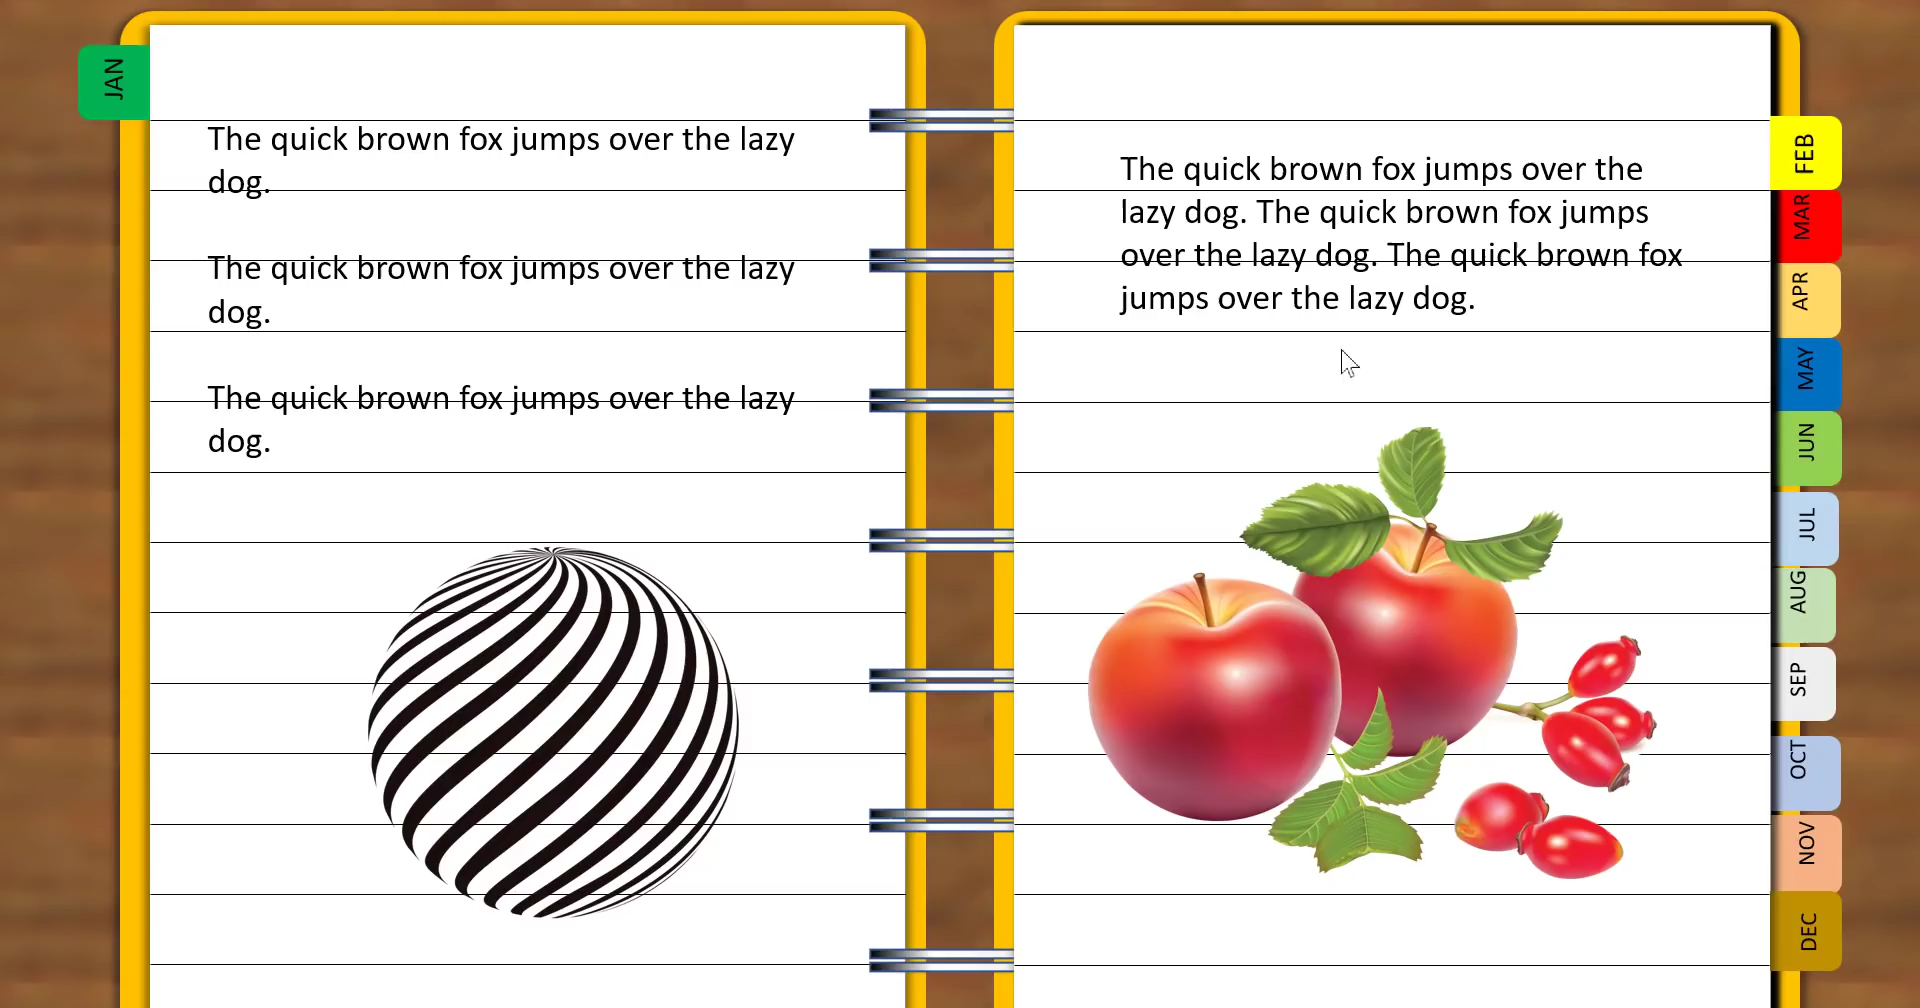 JAN
The quick brown fox jumps over the lazy
dog.
The quick brown fox jumps over the lazy
dog.
The quick brown fox jumps over the lazy
dog.
The quick brown fox jumps over the
lazy dog. The quick brown fox jumps
over the lazy dog. The quick brown fox
jumps over the lazy dog.
FEB
MAR
APR
MAY
JUN
JUL
AUG
SEP
OCT
NOV
DEC